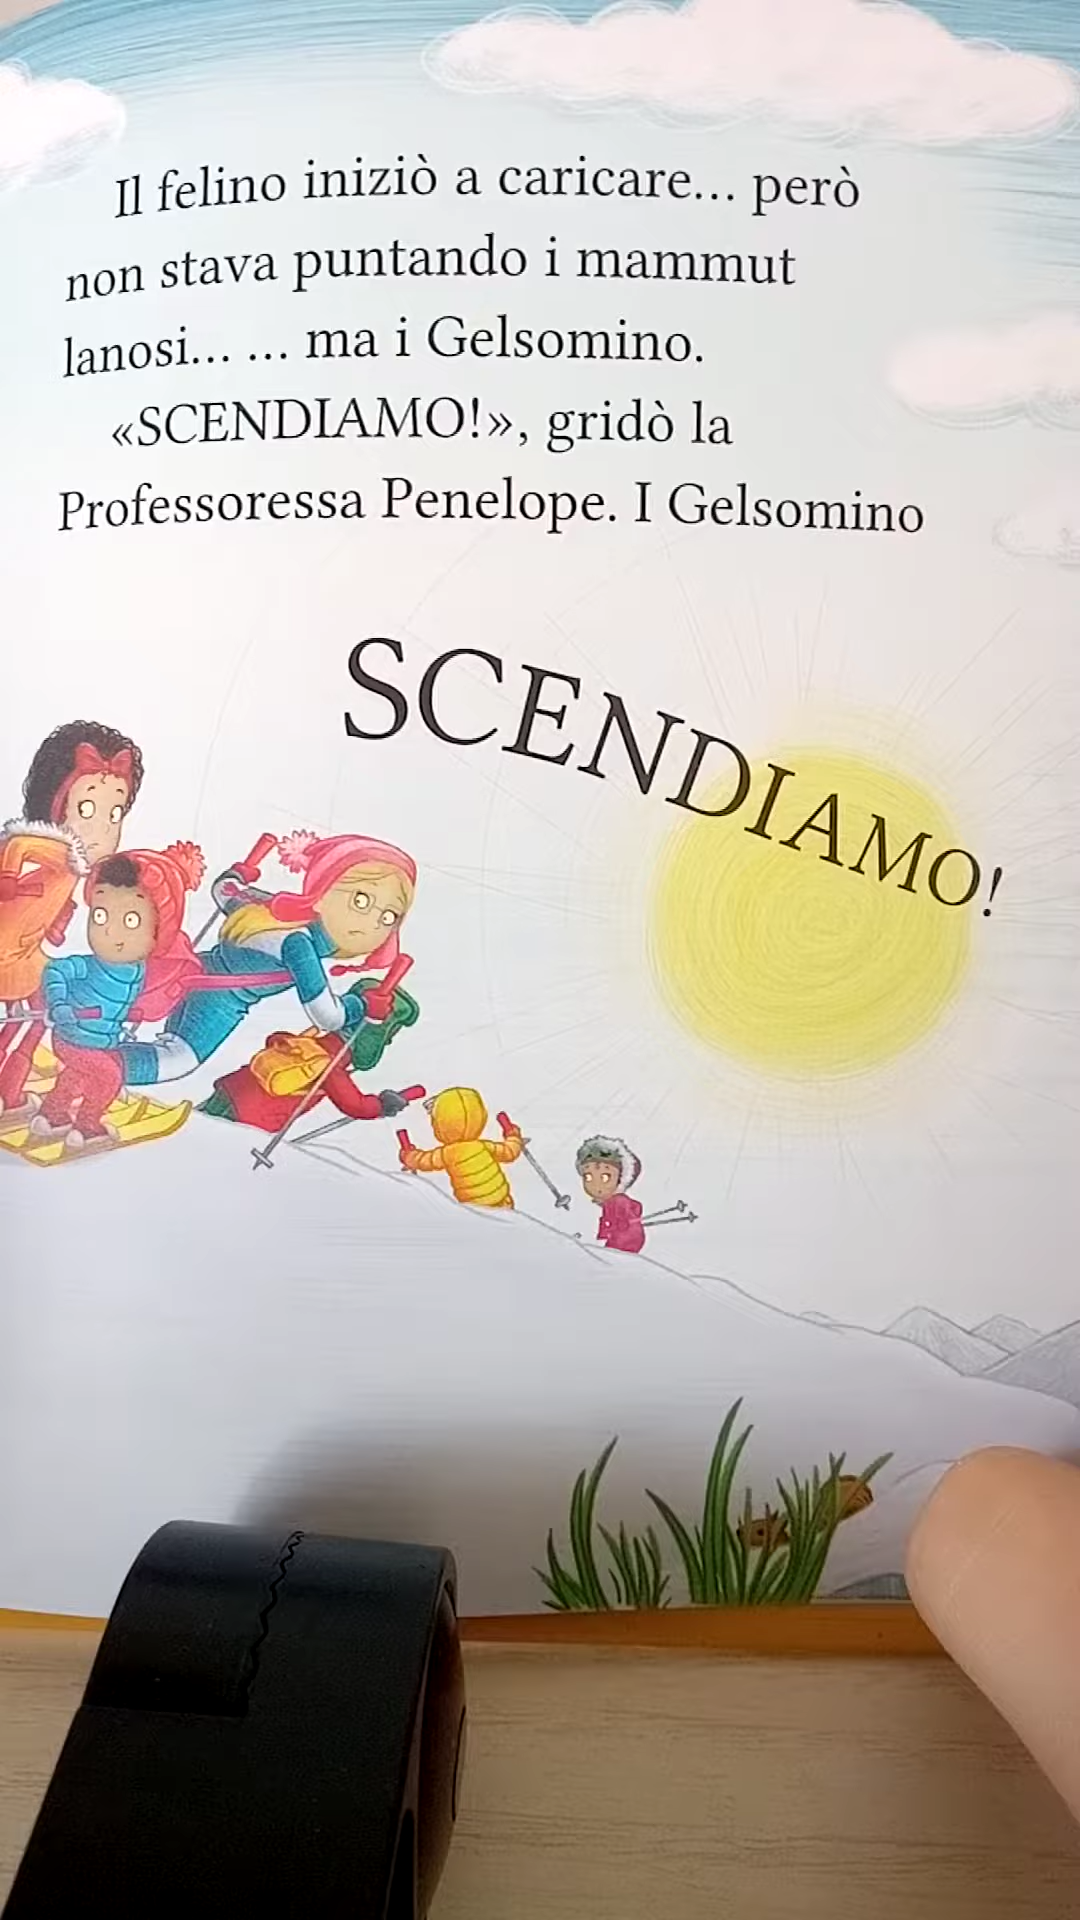 Il felino iniziò a caricare... però
non stava puntando i mammut
lanosi... ... ma i Gelsomino.
«SCENDIAMO!», gridò la
Professoressa Penelope. I Gelsomino
SCENDIAMO!